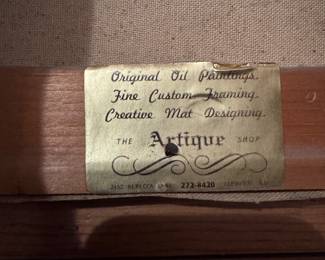 Original Oil Paintings.
Fine Custom Framing.
Creative Mat Designing.
THE Artique SHOP
272-8420